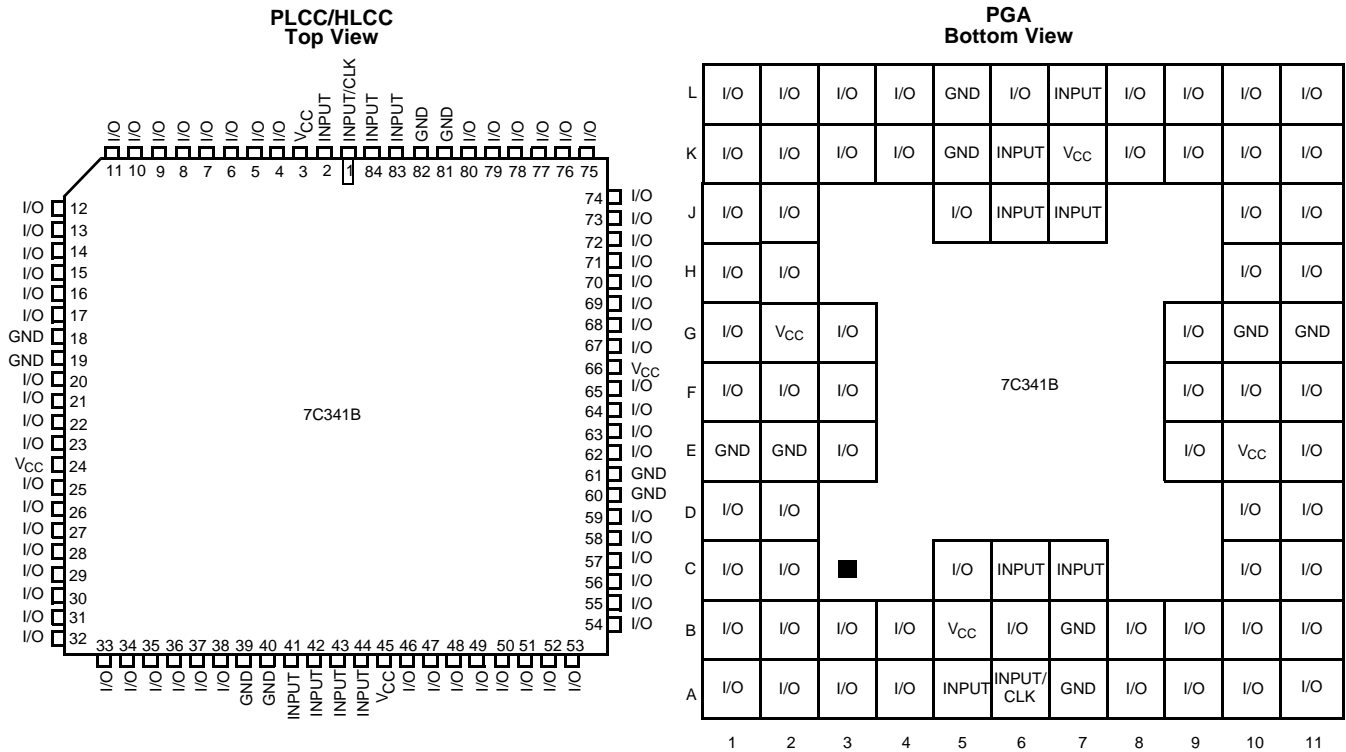 PLCC/HLCC
Top View
I/O I/O I/O I/O I/O I/O I/O I/O VCC INPUT INPUT/CLK INPUT INPUT GND GND I/O I/O I/O I/O I/O I/O
11 10 9 8 7 6 5 4 3 2 1 84 83 82 81 80 79 78 77 76 75
I/O 12
I/O 13
I/O 14
I/O 15
I/O 16
I/O 17
GND 18
GND 19
I/O 20
I/O 21
I/O 22
I/O 23
VCC 24
I/O 25
I/O 26
I/O 27
I/O 28
I/O 29
I/O 30
I/O 31
I/O 32
7C341B
74 I/O
73 I/O
72 I/O
71 I/O
70 I/O
69 I/O
68 I/O
67 I/O
66 VCC
65 I/O
64 I/O
63 I/O
62 I/O
61 GND
60 GND
59 I/O
58 I/O
57 I/O
56 I/O
55 I/O
54 I/O
33 34 35 36 37 38 39 40 41 42 43 44 45 46 47 48 49 50 51 52 53
I/O I/O I/O I/O I/O I/O GND GND INPUT INPUT INPUT INPUT VCC I/O I/O I/O I/O I/O I/O I/O I/O
PGA
Bottom View
L I/O I/O I/O I/O GND I/O INPUT I/O I/O I/O I/O
K I/O I/O I/O I/O GND INPUT VCC I/O I/O I/O I/O
J I/O I/O I/O INPUT INPUT I/O I/O
H I/O I/O I/O I/O
G I/O VCC I/O I/O GND GND
F I/O I/O I/O 7C341B I/O I/O I/O
E GND GND I/O I/O VCC I/O
D I/O I/O I/O I/O
C I/O I/O I/O INPUT INPUT I/O I/O
B I/O I/O I/O I/O VCC I/O GND I/O I/O I/O I/O
A I/O I/O I/O I/O INPUT INPUT/CLK GND I/O I/O I/O I/O
1 2 3 4 5 6 7 8 9 10 11